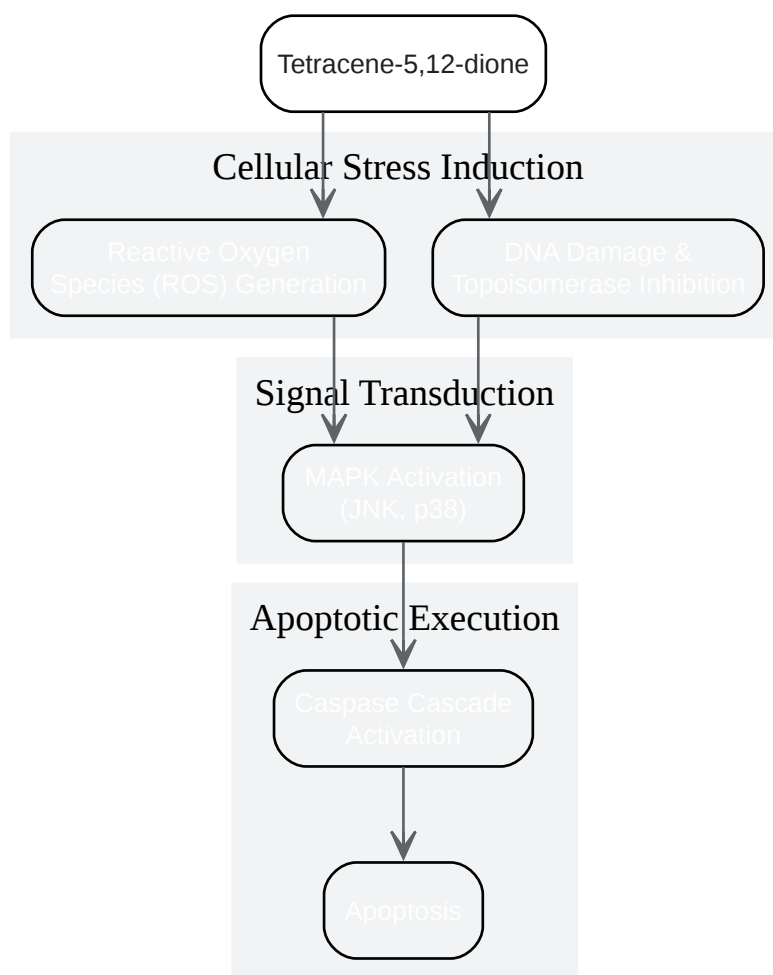 Tetracene-5,12-dione
Cellular Stress Induction
Reactive Oxygen
Species (ROS) Generation
DNA Damage &
Topoisomerase Inhibition
Signal Transduction
MAPK Activation
(JNK, p38)
Apoptotic Execution
Caspase Cascade
Activation
Apoptosis